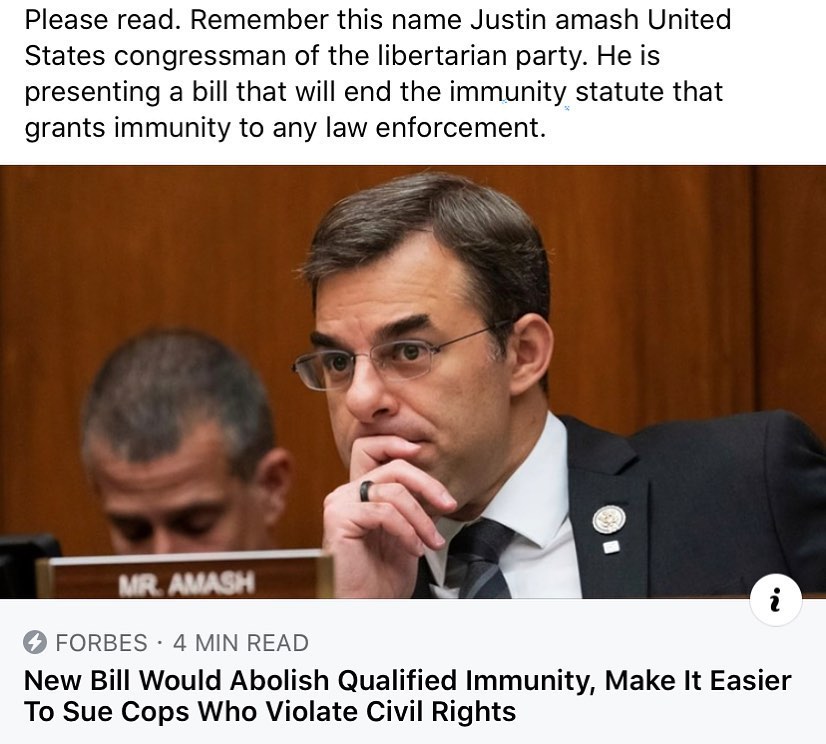 Please read. Remember this name Justin amash United
States congressman of the libertarian party. He is
presenting a bill that will end the immunity statute that
grants immunity to any law enforcement.
MR. AMASH
i
FORBES · 4 MIN READ
New Bill Would Abolish Qualified Immunity, Make It Easier
To Sue Cops Who Violate Civil Rights